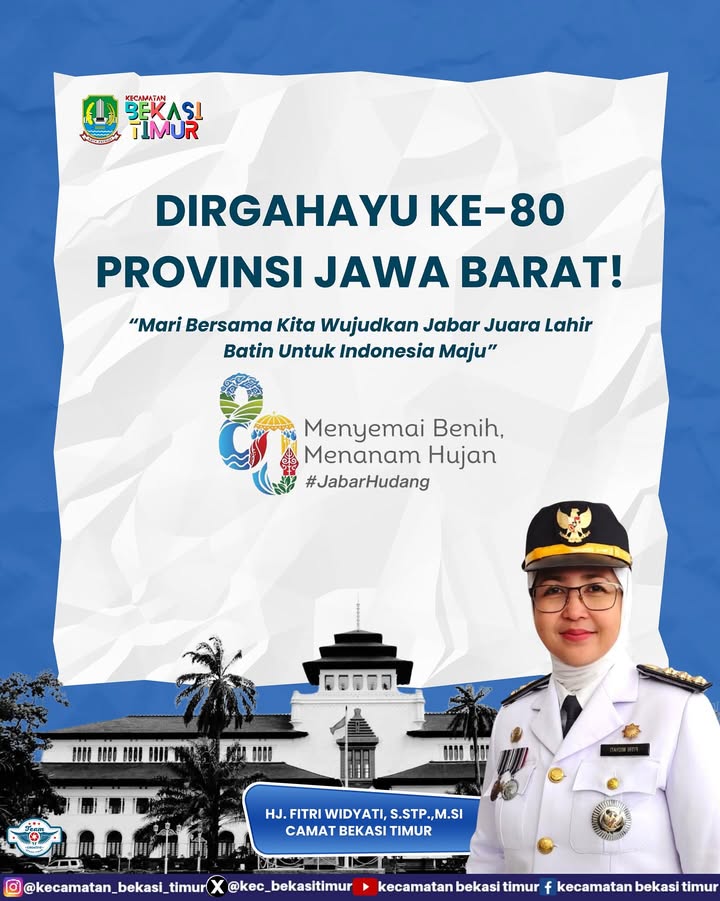 KECAMATAN
BEKASI
TIMUR
DIRGAHAYU KE-80
PROVINSI JAWA BARAT!
“Mari Bersama Kita Wujudkan Jabar Juara Lahir
Batin Untuk Indonesia Maju”
80
Menyemai Benih,
Menanam Hujan
#JabarHudang
HJ. FITRI WIDYATI, S.STP.,M.SI
CAMAT BEKASI TIMUR
Team
@kecamatan_bekasi_timur @kec_bekasitimur kecamatan bekasi timur kecamatan bekasi timur